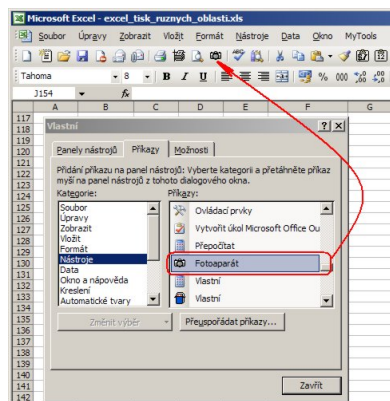 Microsoft Excel - excel_tisk_ruznych_oblasti.xls
Soubor Úpravy Zobrazit Vložit Formát Nástroje Data Okno MyTools
Tahoma 8 B I U % 000
J154 fx
A B C D E F G
117
118
119
120
121
122
123
124
125
126
127
128
129
130
131
132
133
134
135
136
137
138
139
140
141
142
Vlastní
Panely nástrojů Příkazy Možnosti
Přidání příkazu na panel nástrojů: Vyberte kategorii a přetáhněte příkaz
myší na panel nástrojů z tohoto dialogového okna.
Kategorie: Příkazy:
Soubor
Úpravy
Zobrazit
Vložit
Formát
Nástroje
Data
Okno a nápověda
Kreslení
Automatické tvary
Ovládací prvky
Vytvořit úkol Microsoft Office Ou
Přepočítat
Fotoaparát
Vlastní
Vlastní
Změnit výběr Přeuspořádat příkazy...
Zavřít